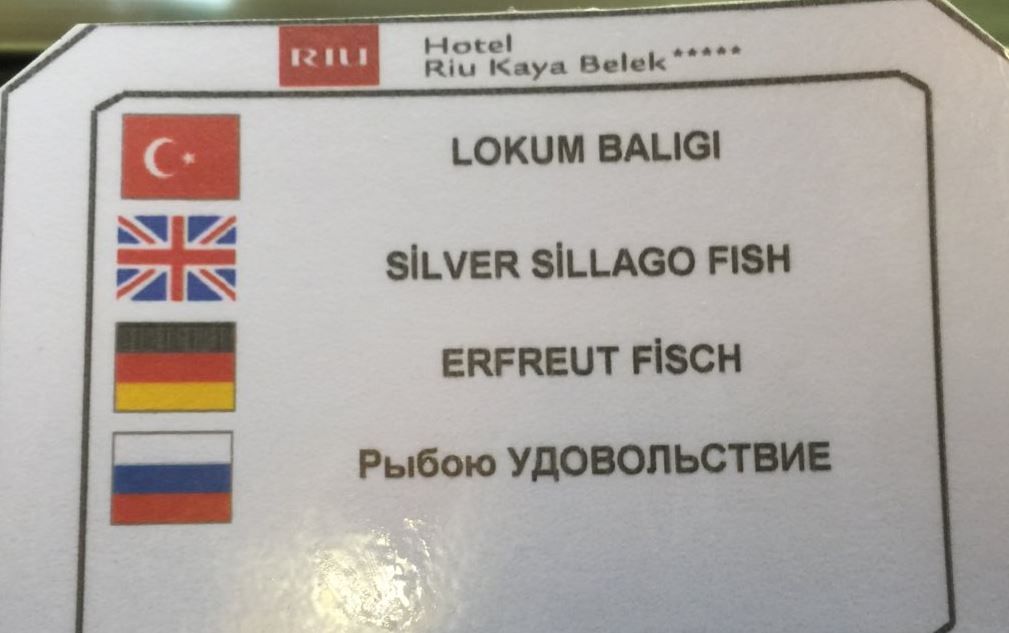 RIU
Hotel
Riu Kaya Belek*****
LOKUM BALIGI
SİLVER SİLLAGO FISH
ERFREUT FİSCH
Рыбою УДОВОЛЬСТВИЕ